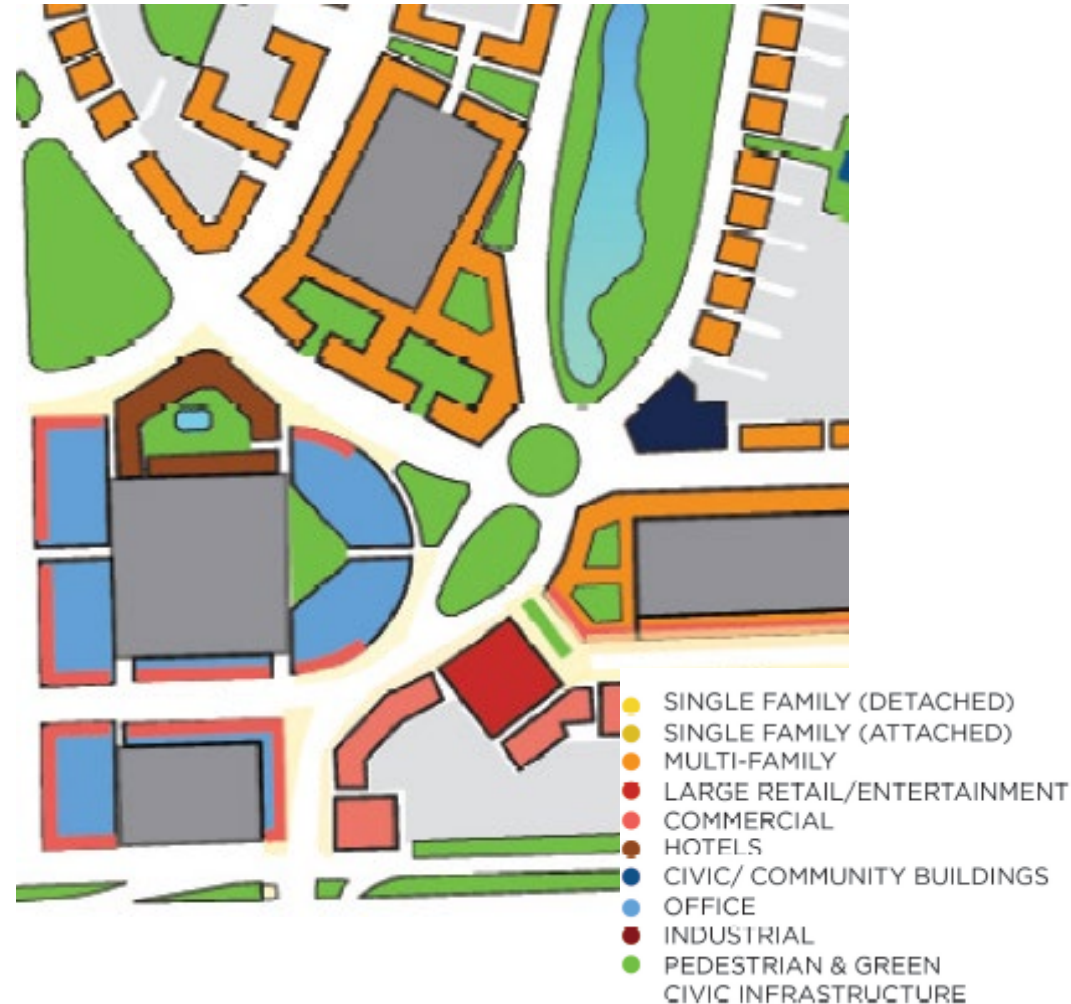 SINGLE FAMILY (DETACHED)
SINGLE FAMILY (ATTACHED)
MULTI-FAMILY
LARGE RETAIL/ENTERTAINMENT
COMMERCIAL
HOTELS
CIVIC/ COMMUNITY BUILDINGS
OFFICE
INDUSTRIAL
PEDESTRIAN & GREEN
CIVIC INFRASTRUCTURE